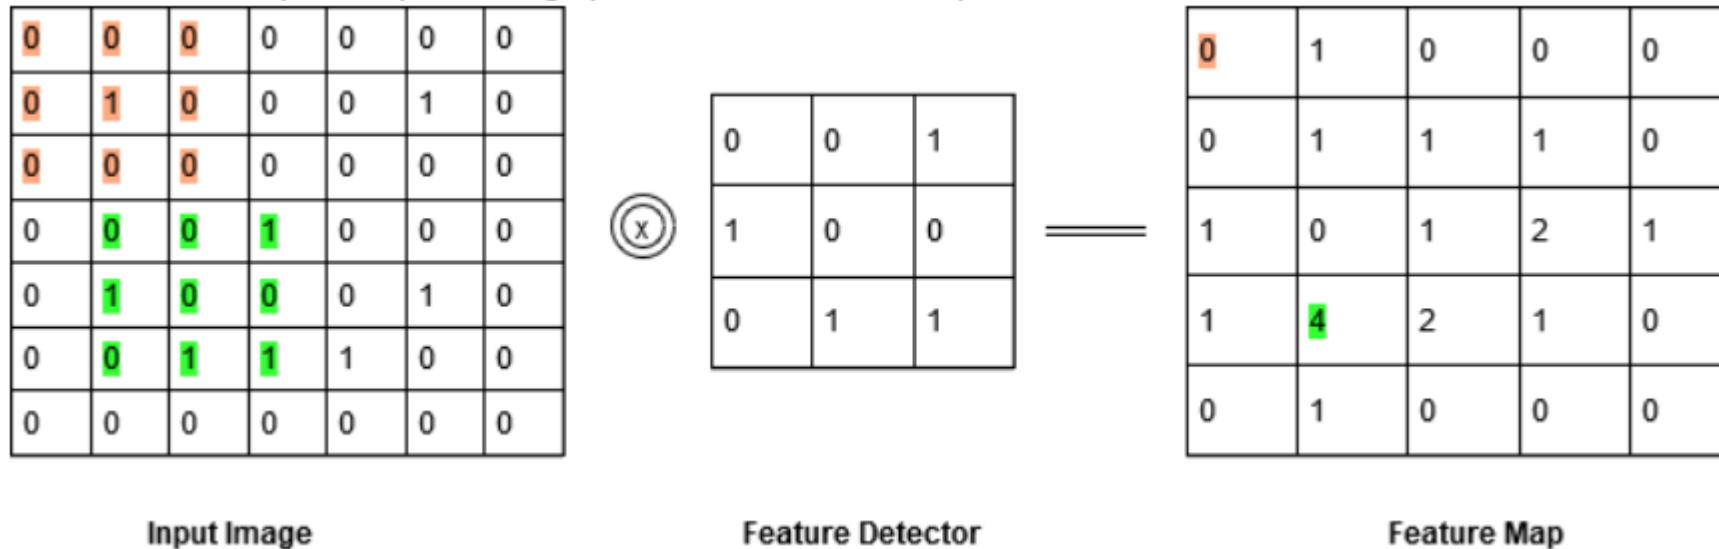 0 0 0 0 0 0 0
0 1 0 0 0 1 0
0 0 0 0 0 0 0
0 0 0 1 0 0 0
0 1 0 0 0 1 0
0 0 1 1 1 0 0
0 0 0 0 0 0 0
Input Image
x
0 0 1
1 0 0
0 1 1
Feature Detector
0 1 0 0 0
0 1 1 1 0
1 0 1 2 1
1 4 2 1 0
0 1 0 0 0
Feature Map